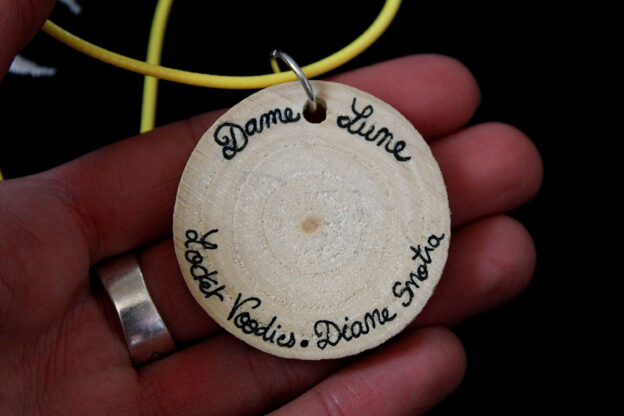 Dame Lune
Locket Voodies • Diane Snotra